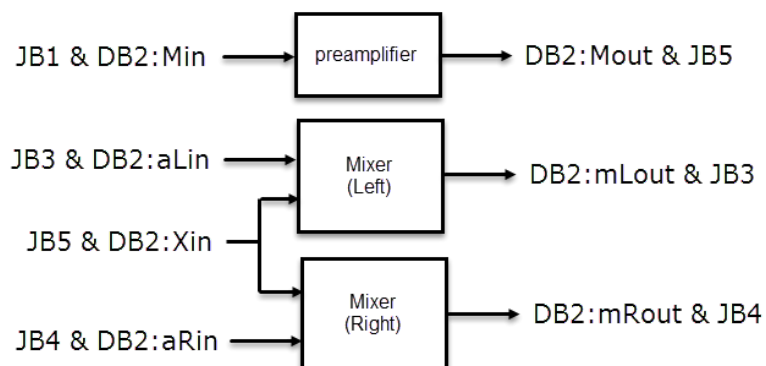 JB1 & DB2:Min
preamplifier
DB2:Mout & JB5
JB3 & DB2:aLin
Mixer
(Left)
DB2:mLout & JB3
JB5 & DB2:Xin
Mixer
(Right)
DB2:mRout & JB4
JB4 & DB2:aRin